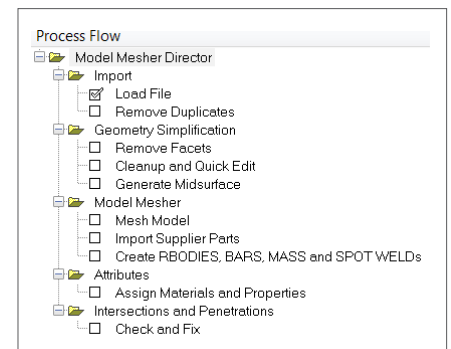 Process Flow
Model Mesher Director
Import
Load File
Remove Duplicates
Geometry Simplification
Remove Facets
Cleanup and Quick Edit
Generate Midsurface
Model Mesher
Mesh Model
Import Supplier Parts
Create RBODIES, BARS, MASS and SPOT WELDs
Attributes
Assign Materials and Properties
Intersections and Penetrations
Check and Fix